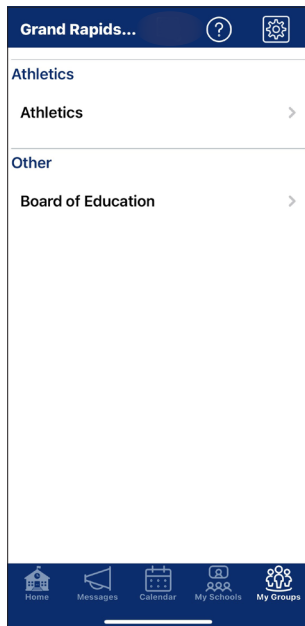 Grand Rapids...
?
Athletics
Athletics
Other
Board of Education
Home
Messages
Calendar
My Schools
My Groups